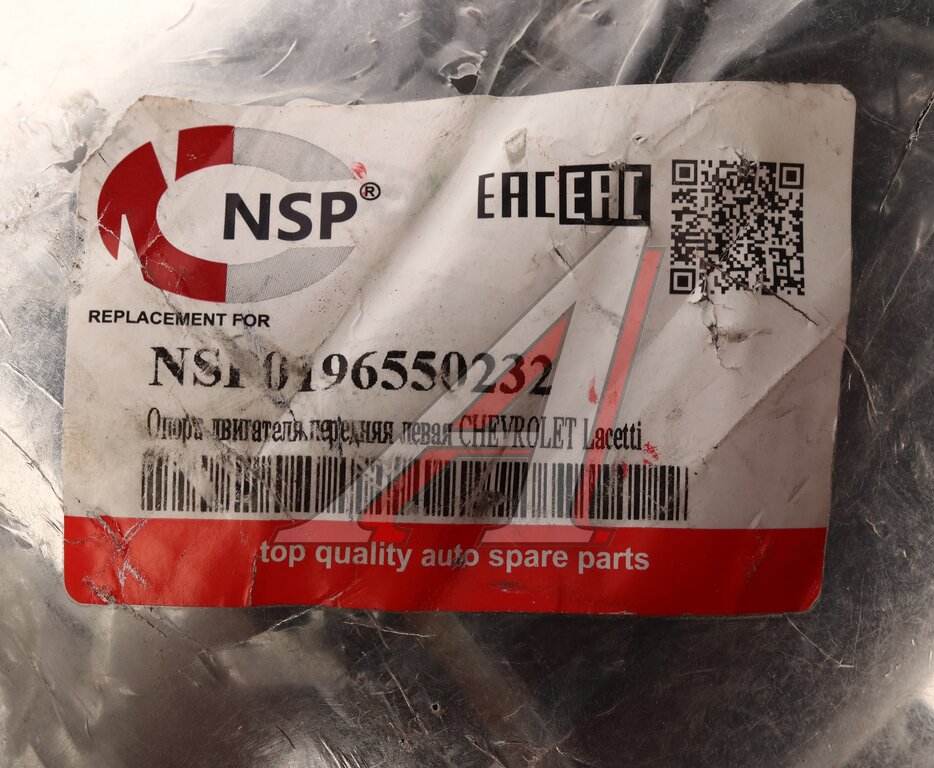 NSP®
EAC EAC
REPLACEMENT FOR
NSP0196550232
Опора двигателя передняя левая CHEVROLET Lacetti
top quality auto spare parts